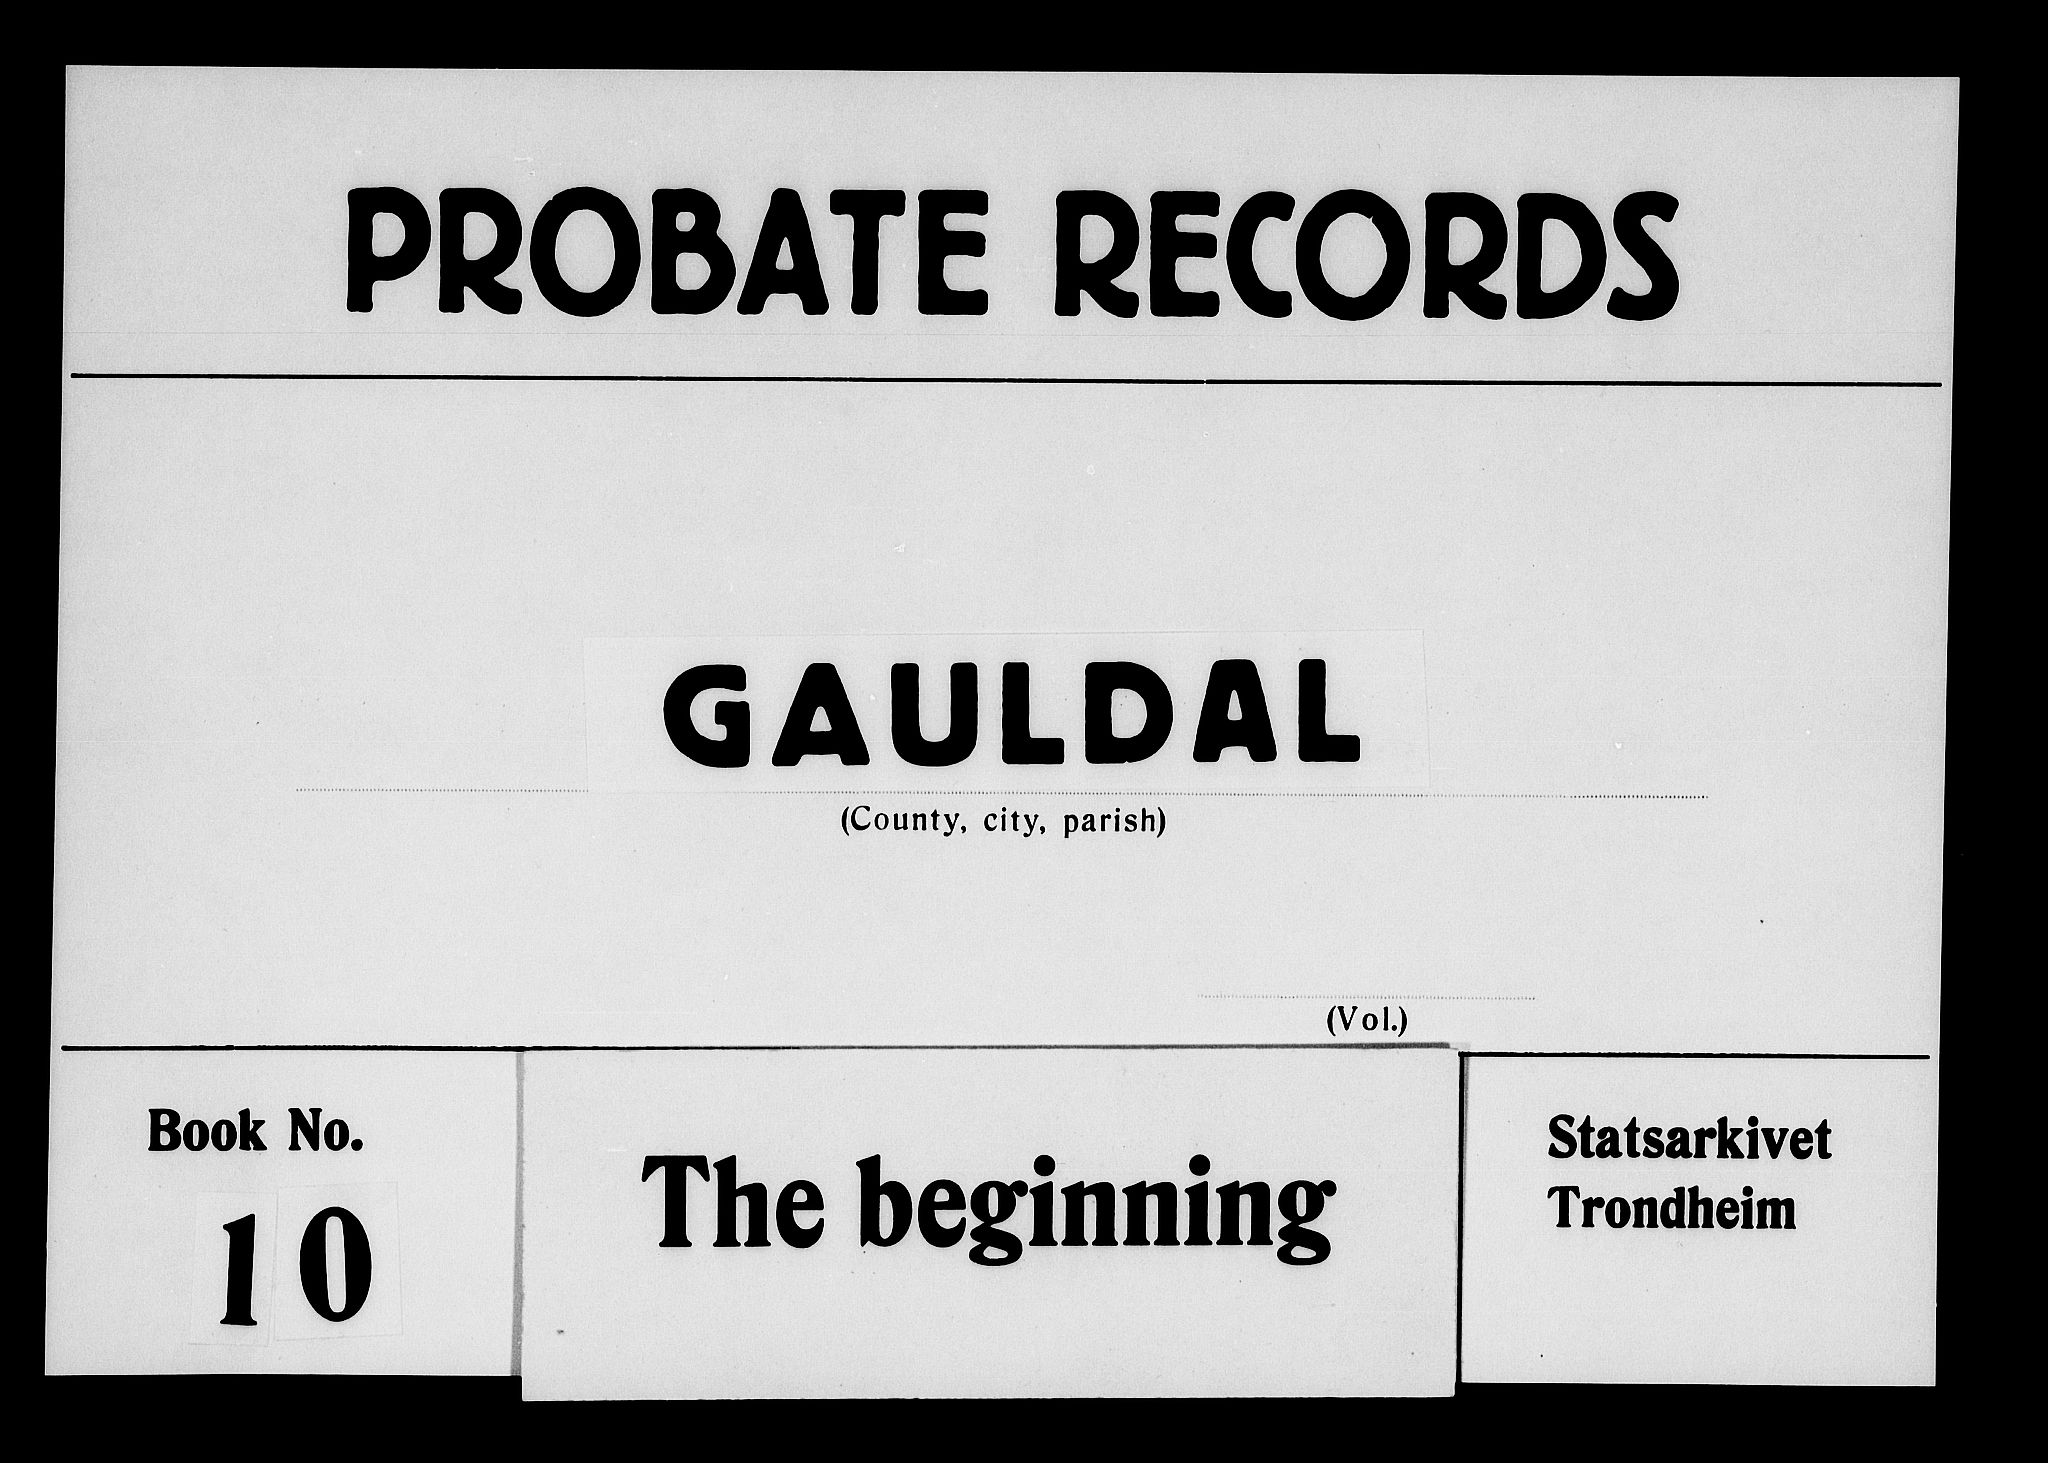 PROBATE RECORDS
GAULDAL
(County, city, parish)
(Vol.)
Book No.
10
The beginning
Statsarkivet
Trondheim